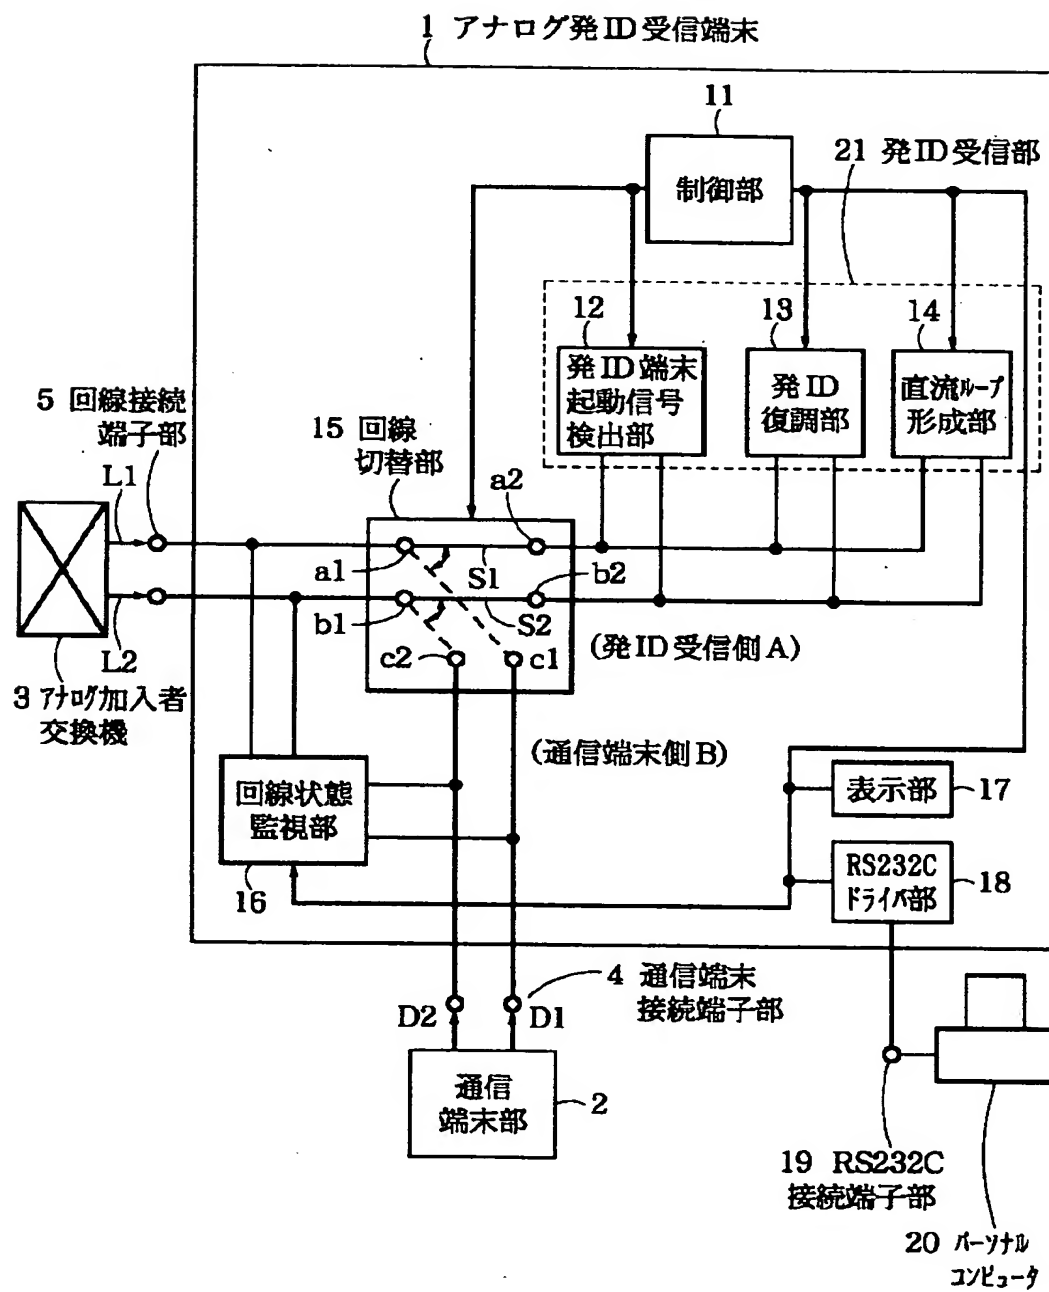 1 アナログ発ID受信端末
11
制御部
21 発ID受信部
12
発ID端末
起動信号
検出部
13
発ID
復調部
14
直流ループ
形成部
5 回線接続
端子部
15 回線
切替部
L1
L2
a1
a2
S1
b1
b2
S2
c2
c1
(発ID受信側A)
3 アナログ加入者
交換機
(通信端末側B)
回線状態
監視部
16
表示部
17
RS232C
ドライバ部
18
D2
D1
4 通信端末
接続端子部
通信
端末部
2
19 RS232C
接続端子部
20 パーソナル
コンピュータ